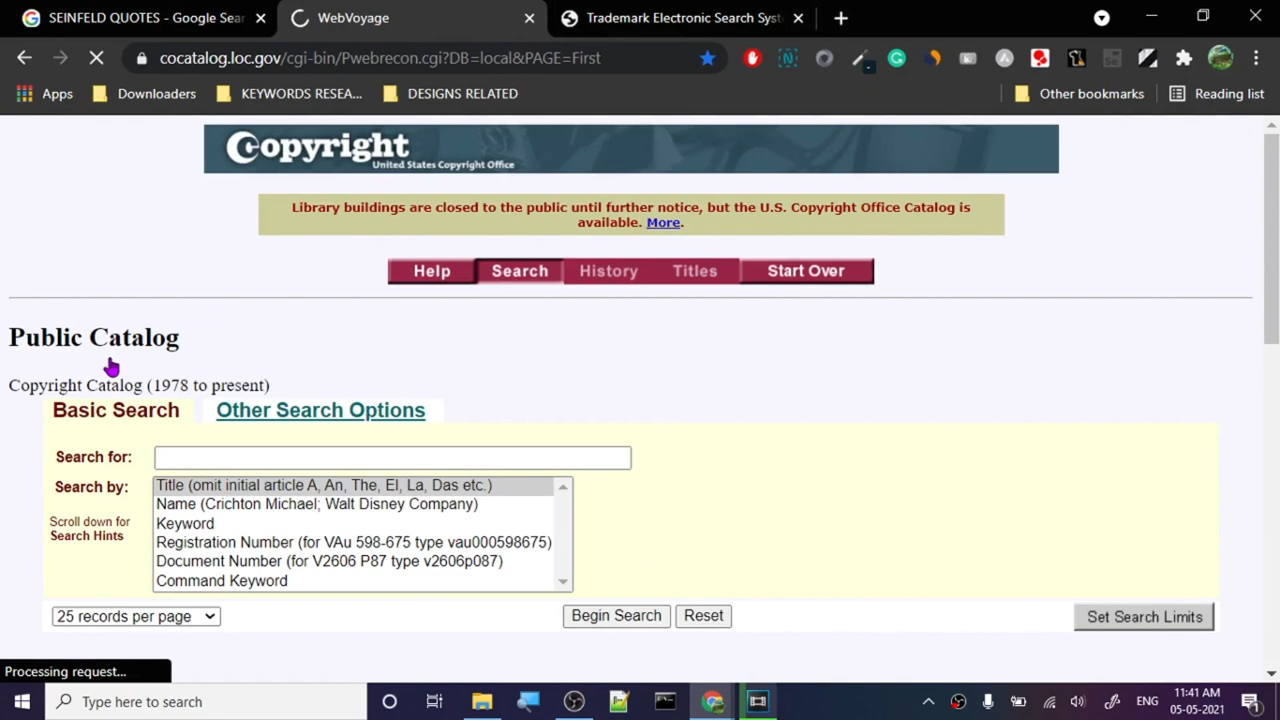 SEINFELD QUOTES - Google Sear
WebVoyage
Trademark Electronic Search Syst
cocatalog.loc.gov/cgi-bin/Pwebrecon.cgi?DB=local&PAGE=First
Apps
Downloaders
KEYWORDS RESEA...
DESIGNS RELATED
Other bookmarks
Reading list
Copyright
United States Copyright Office
Library buildings are closed to the public until further notice, but the U.S. Copyright Office Catalog is
available. More.
Help
Search
History
Titles
Start Over
Public Catalog
Copyright Catalog (1978 to present)
Basic Search
Other Search Options
Search for:
Search by:
Title (omit initial article A, An, The, El, La, Das etc.)
Name (Crichton Michael; Walt Disney Company)
Scroll down for
Search Hints
Keyword
Registration Number (for VAu 598-675 type vau000598675)
Document Number (for V2606 P87 type v2606p087)
Command Keyword
25 records per page
Begin Search
Reset
Set Search Limits
Processing request...
Type here to search
ENG
11:41 AM
05-05-2021
1